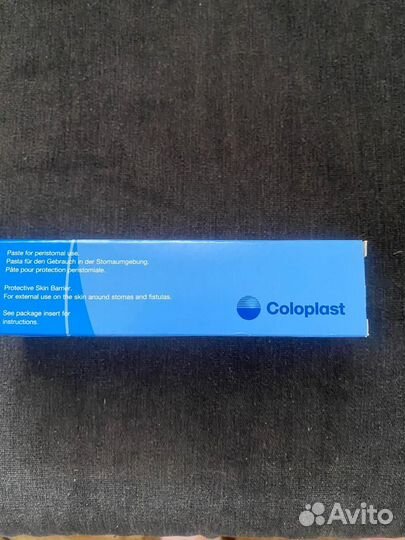 Paste for peristomal use.
Pasta für den Gebrauch in der Stomaumgebung.
Pâte pour protection péristomiale.
Protective Skin Barrier.
For external use on the skin around stomas and fistulas.
See package insert for
instructions.
Coloplast
Avito